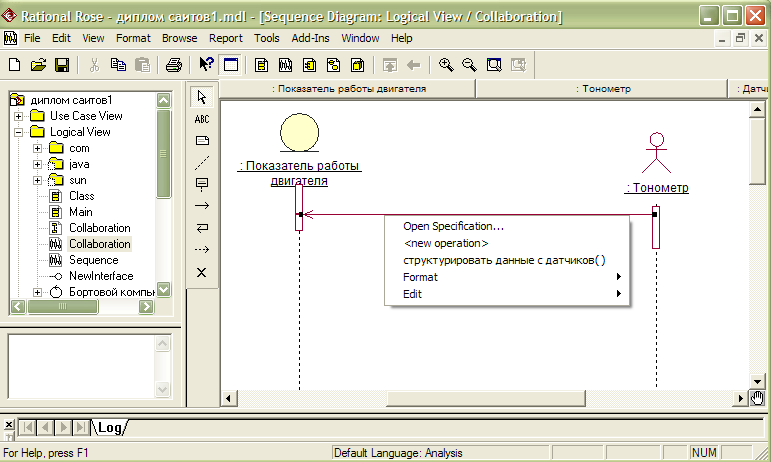 Rational Rose - диплом саитов1.mdl - [Sequence Diagram: Logical View / Collaboration]
File Edit View Format Browse Report Tools Add-Ins Window Help
: Показатель работы двигателя : Тонометр : Датч
диплом саитов1
Use Case View
Logical View
com
java
sun
Class
Main
Collaboration
Collaboration
Sequence
NewInterface
Бортовой компь
ABC
: Показатель работы
двигателя
: Тонометр
Open Specification...
<new operation>
структурировать данные с датчиков()
Format
Edit
Log
For Help, press F1 Default Language: Analysis NUM